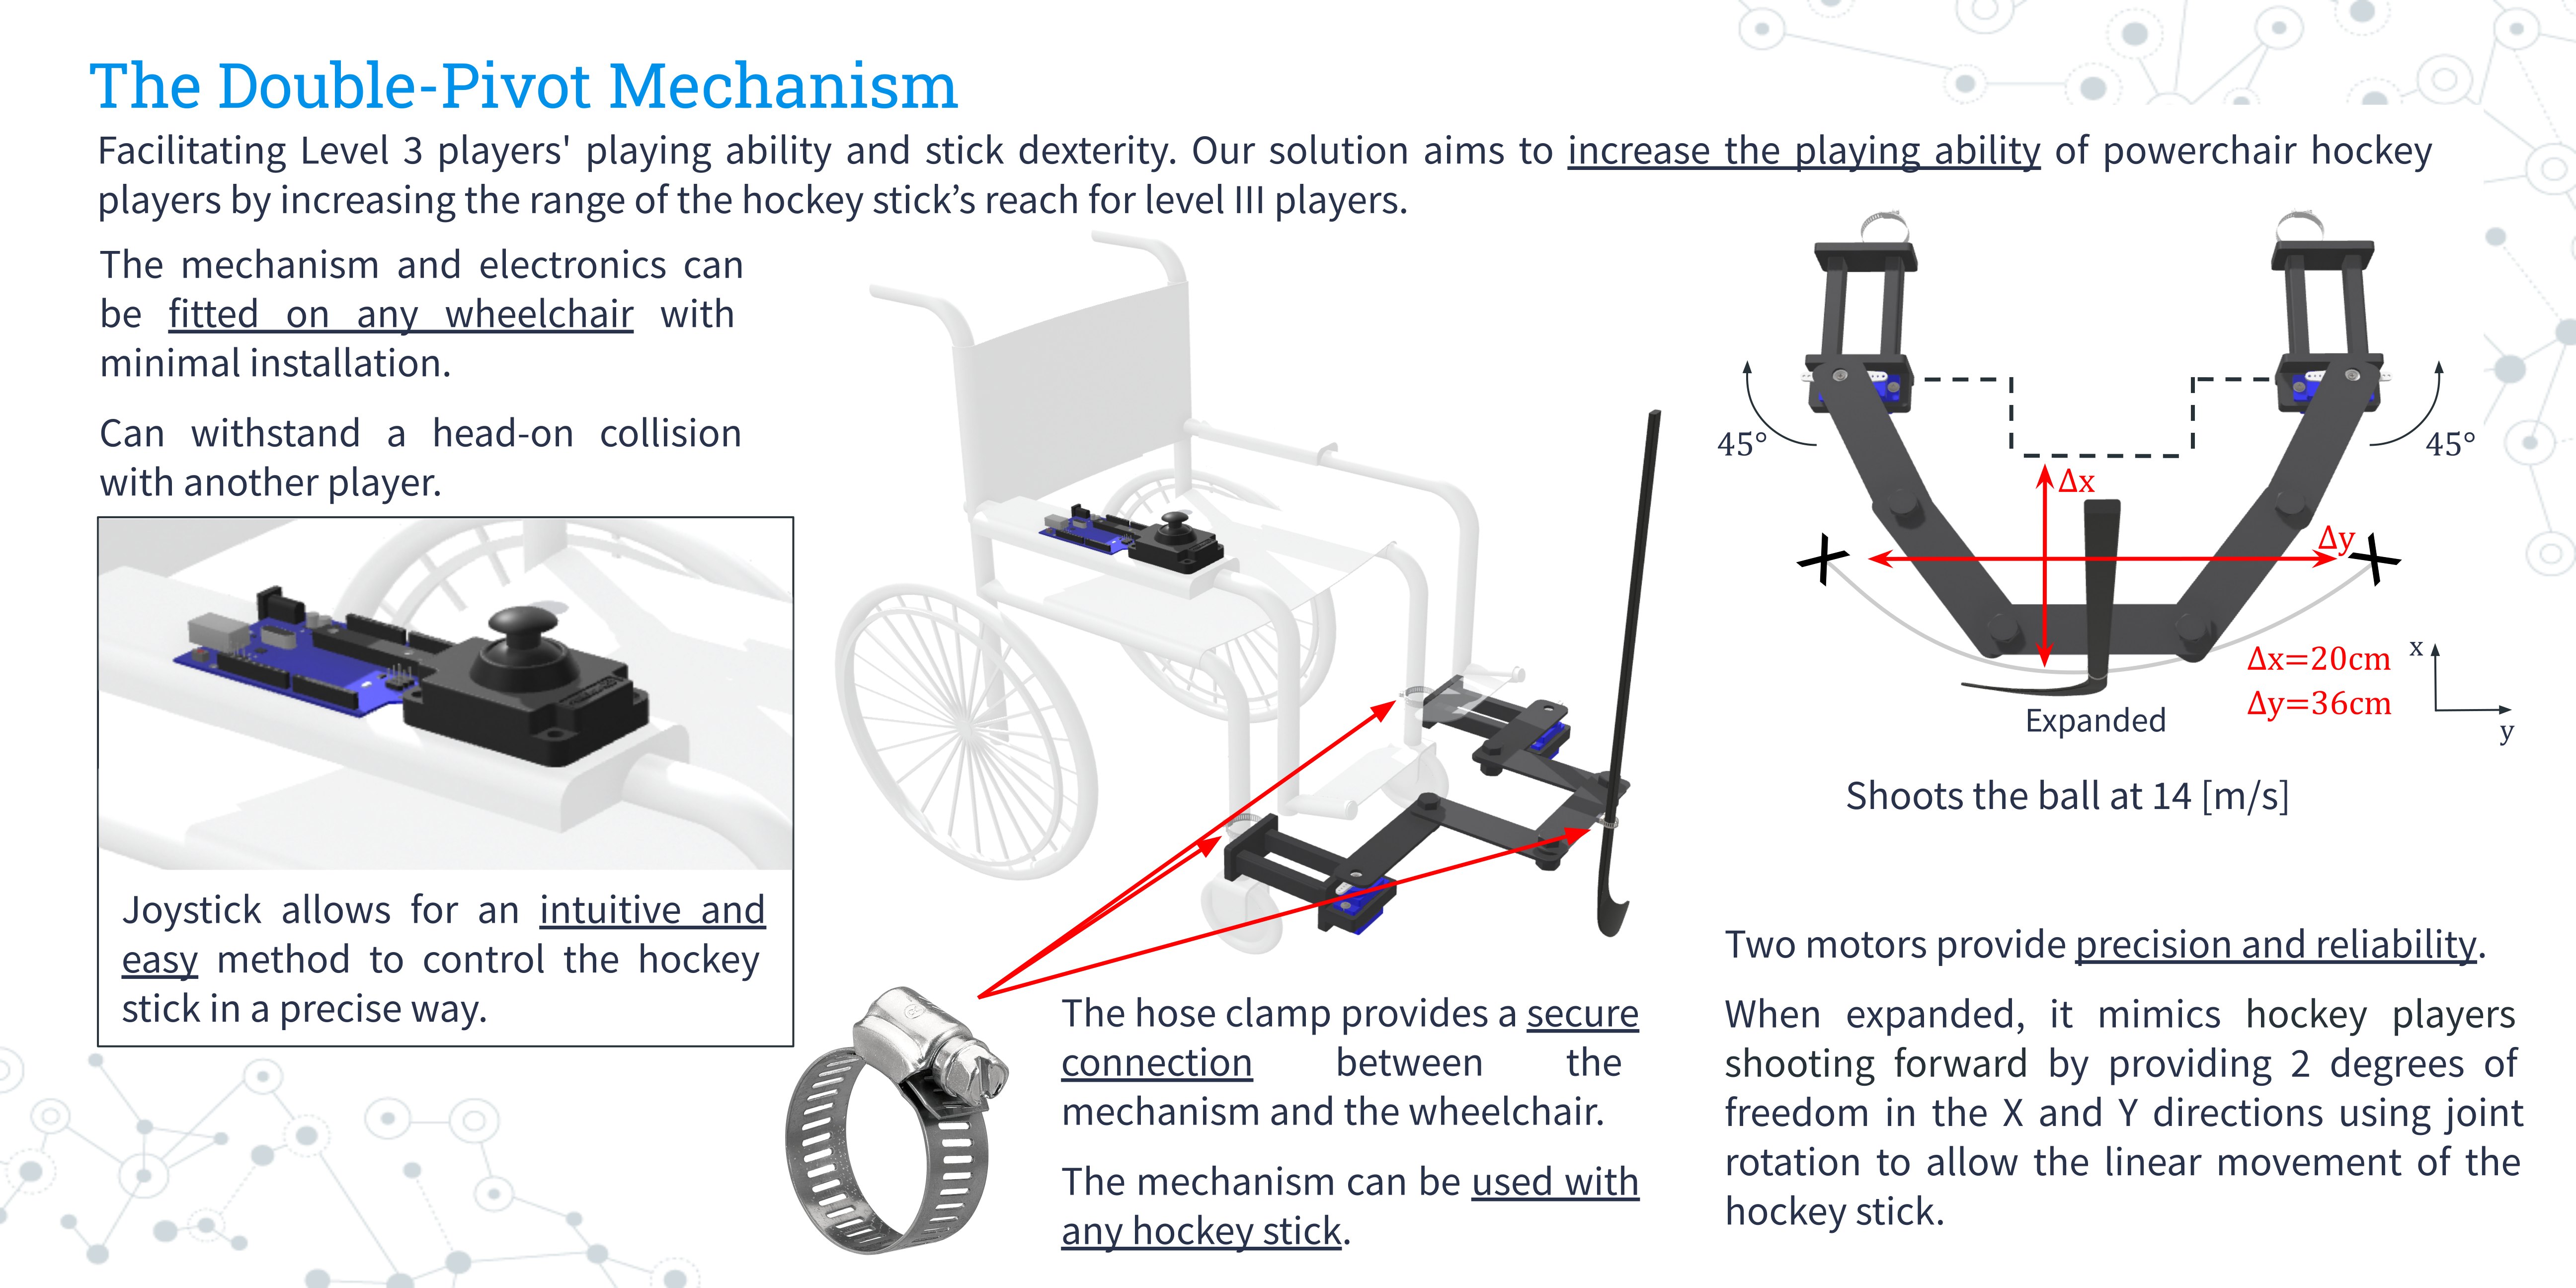 The Double-Pivot Mechanism
Facilitating Level 3 players' playing ability and stick dexterity. Our solution aims to increase the playing ability of powerchair hockey
players by increasing the range of the hockey stick’s reach for level III players.
The mechanism and electronics can
be fitted on any wheelchair with
minimal installation.
Can withstand a head-on collision
with another player.
Joystick allows for an intuitive and
easy method to control the hockey
stick in a precise way.
The hose clamp provides a secure
connection between the
mechanism and the wheelchair.
The mechanism can be used with
any hockey stick.
45°
45°
Δx
Δy
Δx=20cm
Δy=36cm
x
y
Expanded
Shoots the ball at 14 [m/s]
Two motors provide precision and reliability.
When expanded, it mimics hockey players
shooting forward by providing 2 degrees of
freedom in the X and Y directions using joint
rotation to allow the linear movement of the
hockey stick.